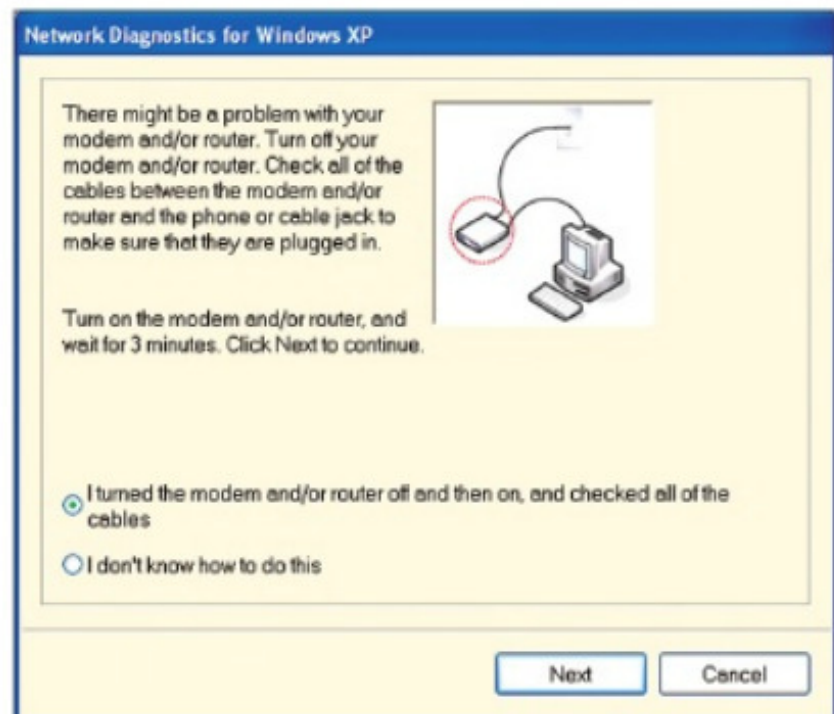 Network Diagnostics for Windows XP
There might be a problem with your
modem and/or router. Turn off your
modem and/or router. Check all of the
cables between the modem and/or
router and the phone or cable jack to
make sure that they are plugged in.
Turn on the modem and/or router, and
wait for 3 minutes. Click Next to continue.
I turned the modem and/or router off and then on, and checked all of the
cables
I don't know how to do this
Next
Cancel